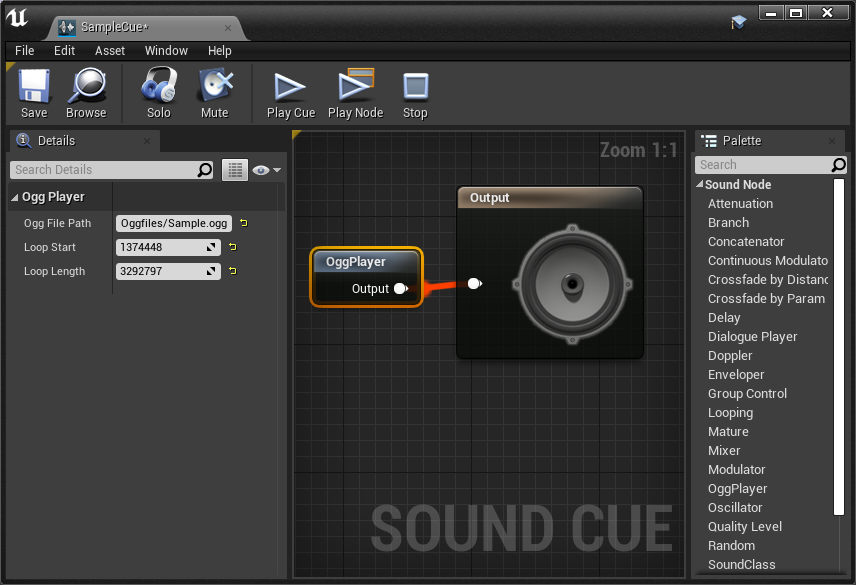 SampleCue*
File Edit Asset Window Help
Save Browse Solo Mute Play Cue Play Node Stop
Details
Search Details
Ogg Player
Ogg File Path Oggfiles/Sample.ogg
Loop Start 1374448
Loop Length 3292797
Zoom 1:1
Output
OggPlayer
Output
SOUND CUE
Palette
Search
Sound Node
Attenuation
Branch
Concatenator
Continuous Modulato
Crossfade by Distanc
Crossfade by Param
Delay
Dialogue Player
Doppler
Enveloper
Group Control
Looping
Mature
Mixer
Modulator
OggPlayer
Oscillator
Quality Level
Random
SoundClass